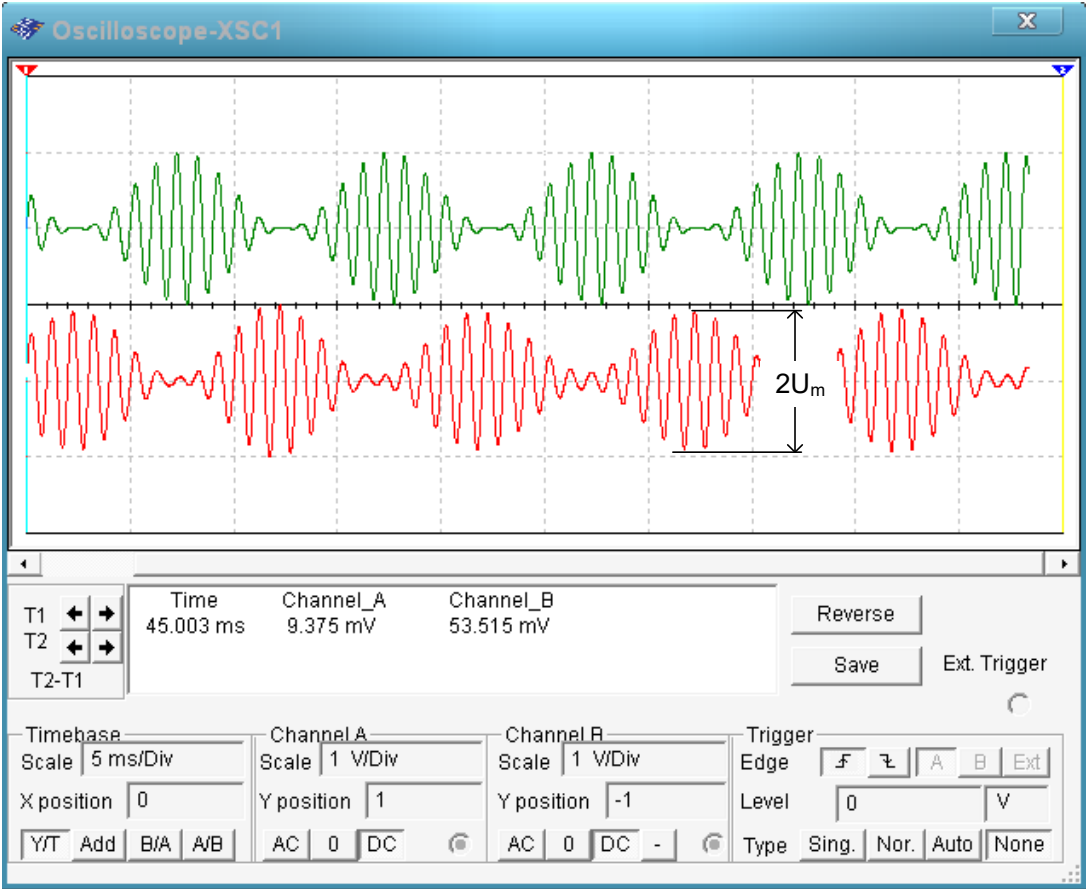 Oscilloscope-XSC1
X
1
2
2Um
T1
T2
T2-T1
Time Channel_A Channel_B
45.003 ms 9.375 mV 53.515 mV
Reverse
Save
Ext. Trigger
Timebase
Scale 5 ms/Div
X position 0
Y/T Add B/A A/B
Channel A
Scale 1 V/Div
Y position 1
AC 0 DC
Channel B
Scale 1 V/Div
Y position -1
AC 0 DC -
Trigger
Edge A B Ext
Level 0 V
Type Sing. Nor. Auto None